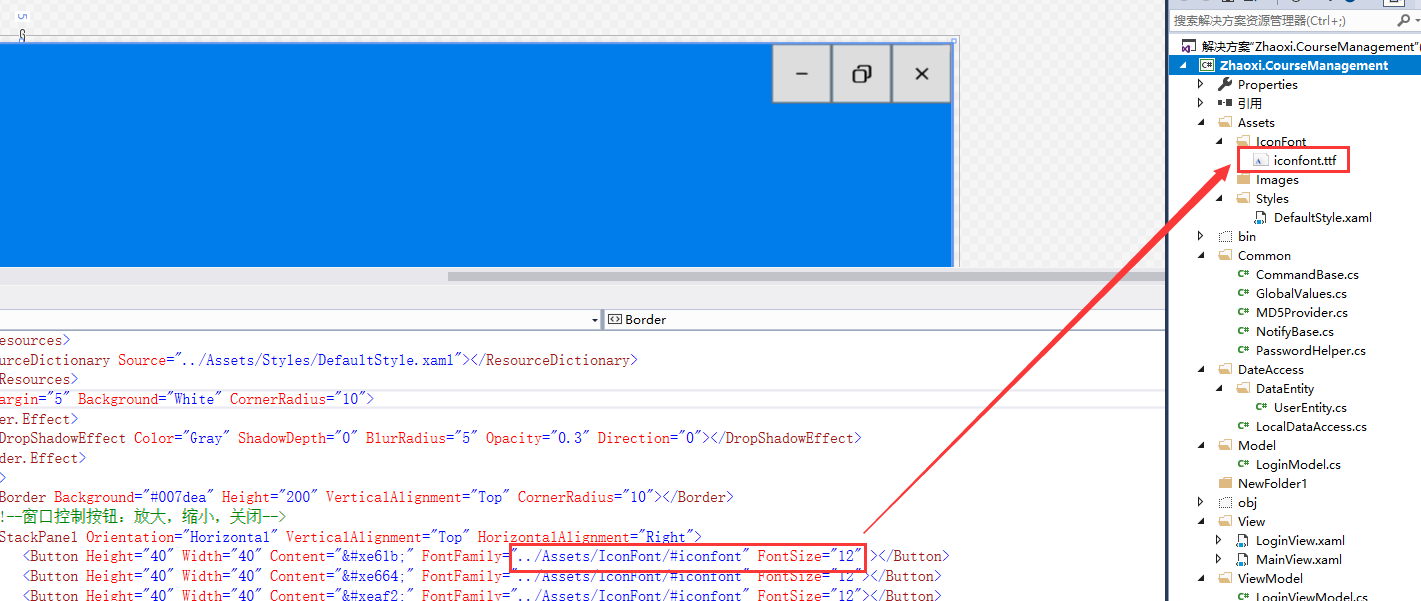 5
搜索解决方案资源管理器(Ctrl+;)
解决方案"Zhaoxi.CourseManagement"(
Zhaoxi.CourseManagement
Properties
引用
Assets
IconFont
iconfont.ttf
Images
Styles
DefaultStyle.xaml
bin
Common
CommandBase.cs
GlobalValues.cs
MD5Provider.cs
NotifyBase.cs
PasswordHelper.cs
DateAccess
DataEntity
UserEntity.cs
LocalDataAccess.cs
Model
LoginModel.cs
NewFolder1
obj
View
LoginView.xaml
MainView.xaml
ViewModel
LoginViewModel.cs
Border
esources>
urceDictionary Source="../Assets/Styles/DefaultStyle.xaml"></ResourceDictionary>
Resources>
argin="5" Background="White" CornerRadius="10">
er.Effect>
DropShadowEffect Color="Gray" ShadowDepth="0" BlurRadius="5" Opacity="0.3" Direction="0"></DropShadowEffect>
der.Effect>
>
Border Background="#007dea" Height="200" VerticalAlignment="Top" CornerRadius="10"></Border>
!--窗口控制按钮：放大，缩小，关闭-->
StackPanel Orientation="Horizontal" VerticalAlignment="Top" HorizontalAlignment="Right">
<Button Height="40" Width="40" Content="&#xe61b;" FontFamily="../Assets/IconFont/#iconfont" FontSize="12" ></Button>
<Button Height="40" Width="40" Content="&#xe664;" FontFamily="../Assets/IconFont/#iconfont" FontSize="12"></Button>
<Button Height="40" Width="40" Content="&#xeaf2;" FontFamily="../Assets/IconFont/#iconfont" FontSize="12"></Button>